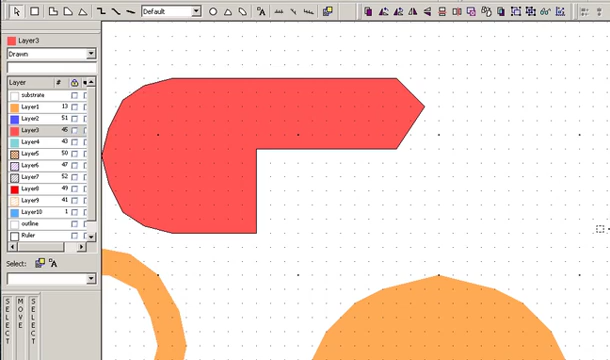 Default
Layer3
Drawn
Layer #
substrate
Layer1 13
Layer2 51
Layer3 45
Layer4 43
Layer5 50
Layer6 47
Layer7 52
Layer8 49
Layer9 41
Layer10 1
outline
Ruler
Select:
A
SELECT
MOVE
SELECT